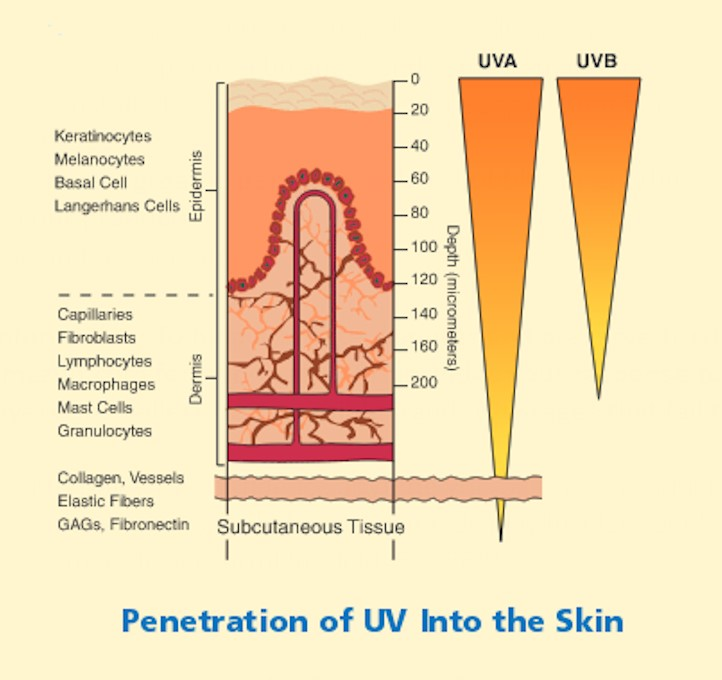 UVA
UVB
Keratinocytes
Melanocytes
Basal Cell
Langerhans Cells
Epidermis
0
20
40
60
80
100
120
140
160
200
Depth (micrometers)
Capillaries
Fibroblasts
Lymphocytes
Macrophages
Mast Cells
Granulocytes
Dermis
Collagen, Vessels
Elastic Fibers
GAGs, Fibronectin
Subcutaneous Tissue
Penetration of UV Into the Skin